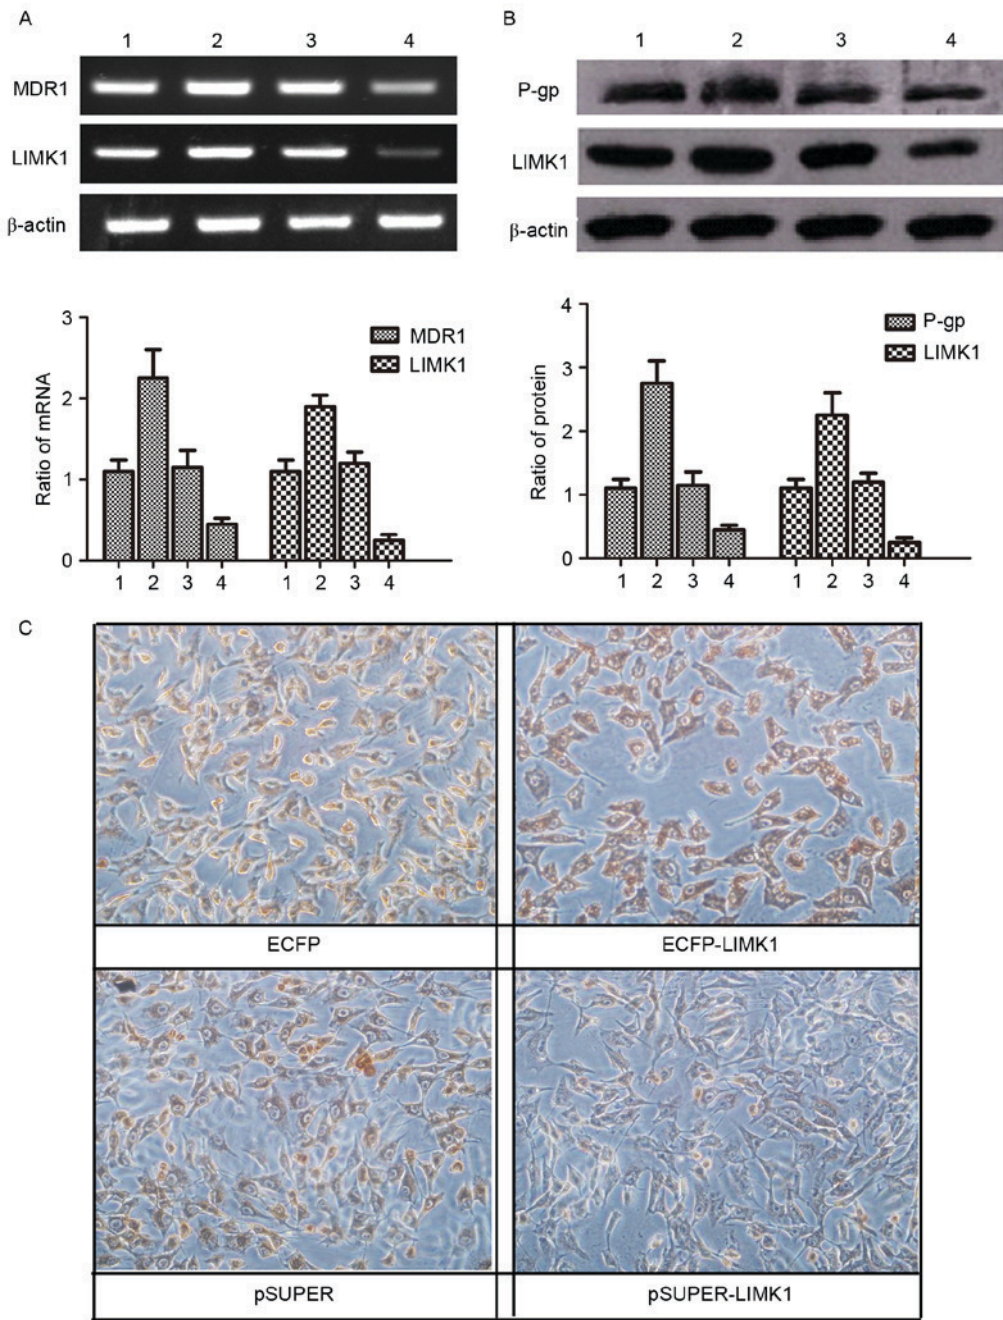 A
1 2 3 4
MDR1
LIMK1
β-actin
3
2
1
0
Ratio of mRNA
MDR1
LIMK1
1 2 3 4 1 2 3 4
B
1 2 3 4
P-gp
LIMK1
β-actin
4
3
2
1
0
Ratio of protein
P-gp
LIMK1
1 2 3 4 1 2 3 4
C
ECFP ECFP-LIMK1
pSUPER pSUPER-LIMK1